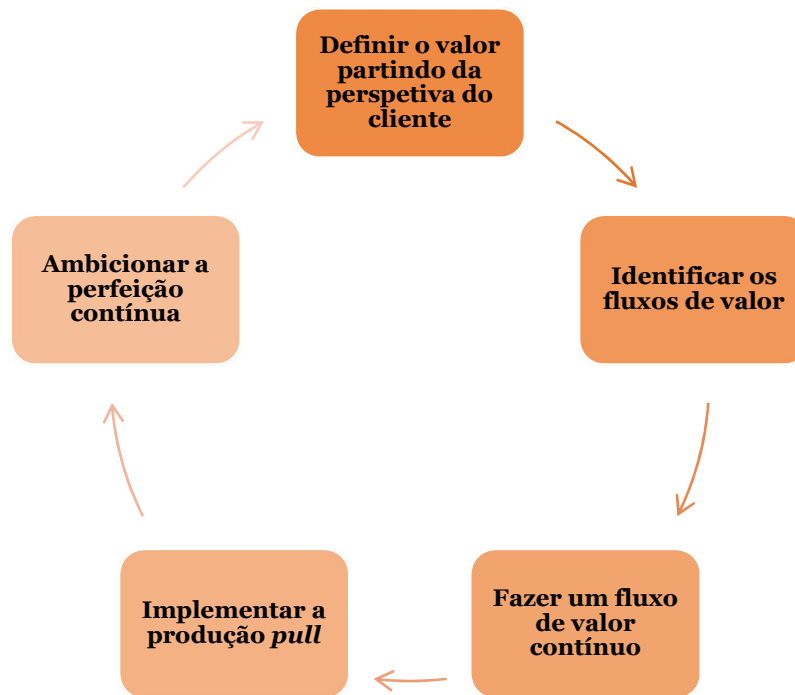 Definir o valor
partindo da
perspetiva do
cliente
Identificar os
fluxos de valor
Fazer um fluxo
de valor
contínuo
Implementar a
produção pull
Ambicionar a
perfeição
contínua